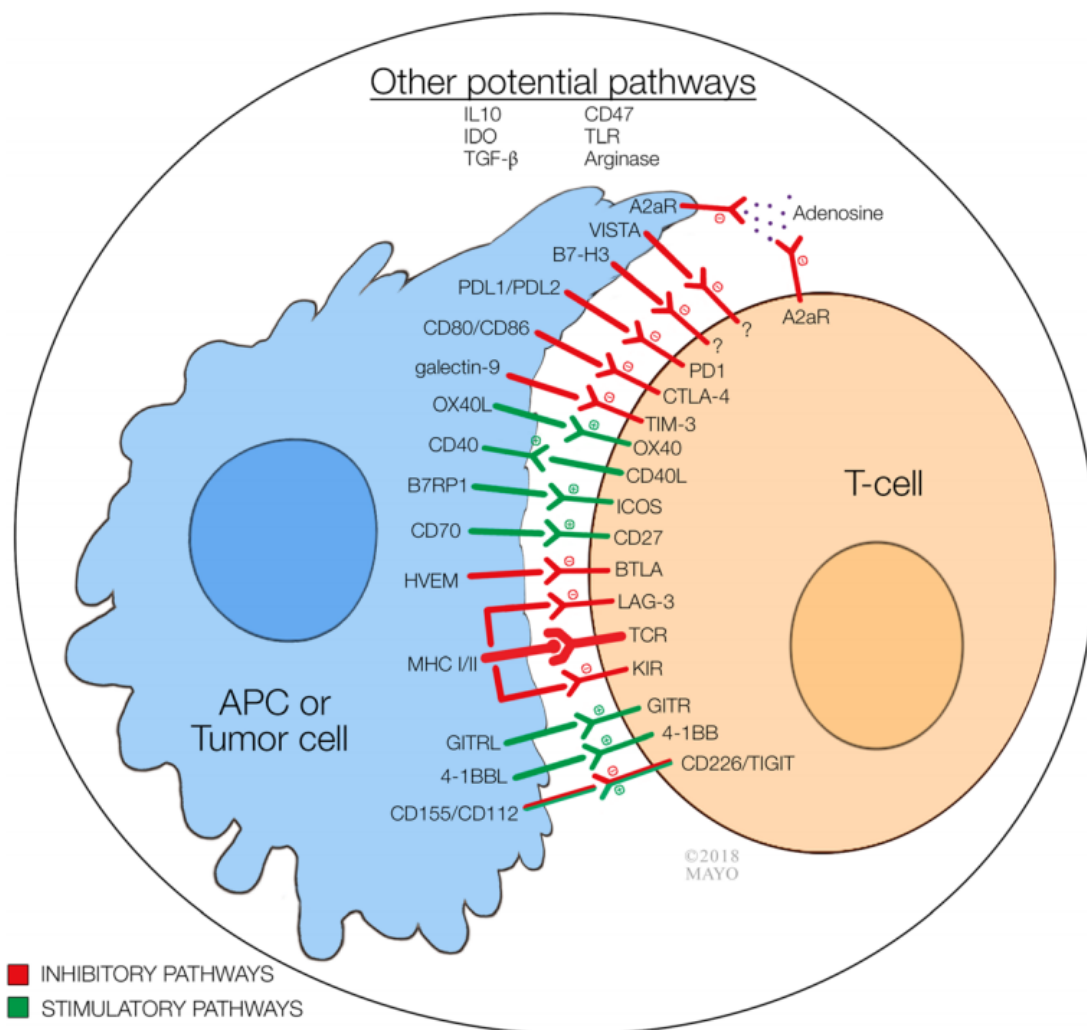 Other potential pathways
IL10 CD47
IDO TLR
TGF-β Arginase
A2aR
Adenosine
VISTA
B7-H3
A2aR
PDL1/PDL2
?
CD80/CD86
?
galectin-9
PD1
CTLA-4
OX40L
TIM-3
CD40
OX40
CD40L
B7RP1
ICOS
T-cell
CD70
CD27
HVEM
BTLA
LAG-3
TCR
MHC I/II
KIR
APC or
Tumor cell
GITR
GITRL
4-1BB
4-1BBL
CD226/TIGIT
CD155/CD112
©2018
MAYO
INHIBITORY PATHWAYS
STIMULATORY PATHWAYS